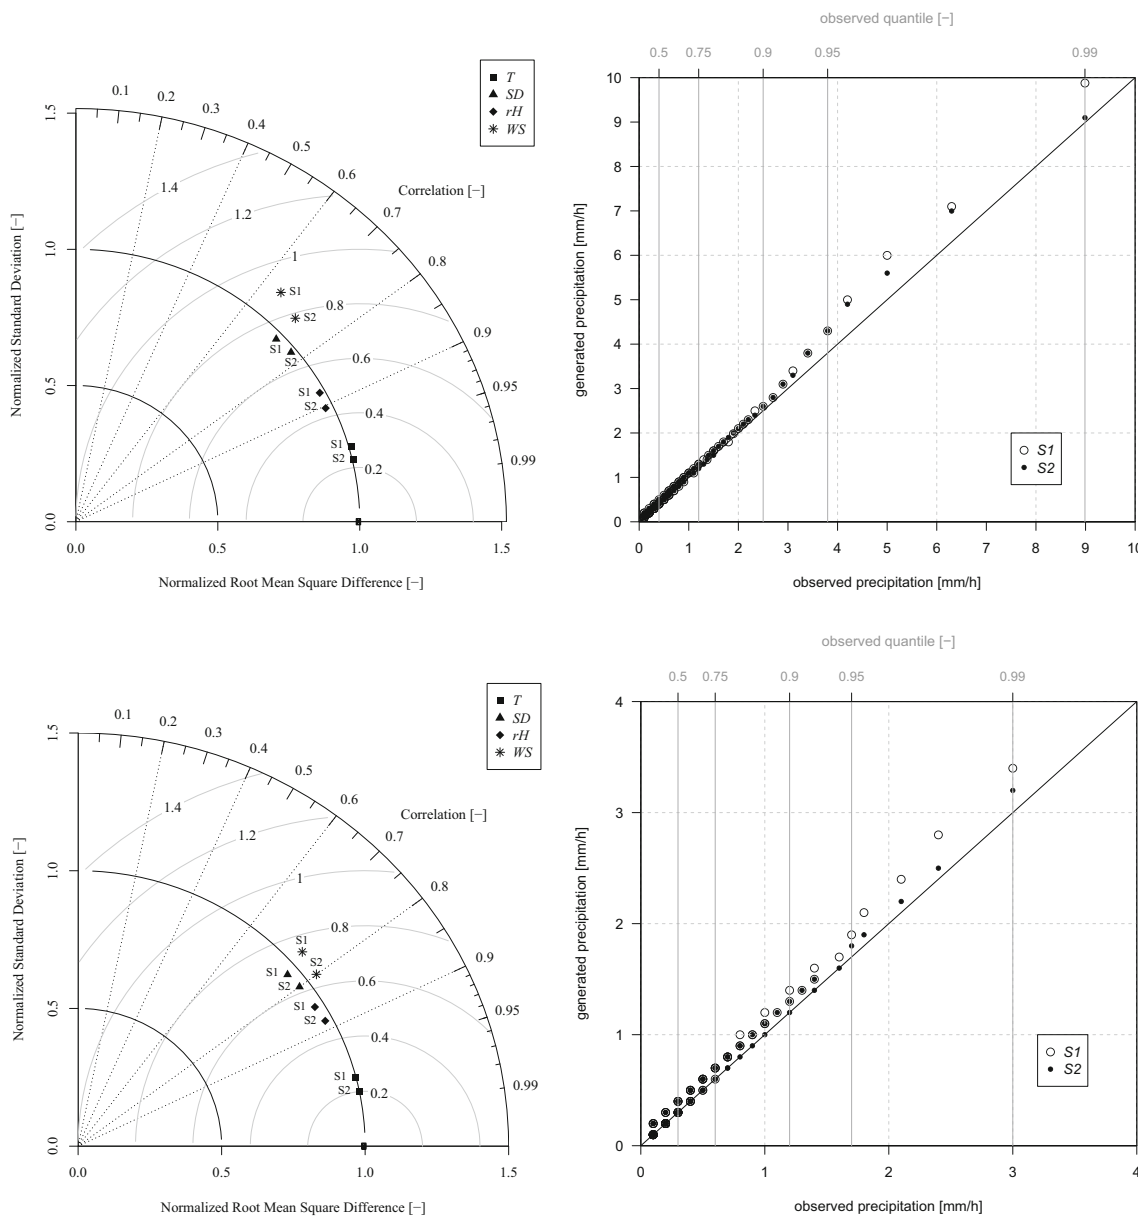 observed quantile [−]
0.5 0.75 0.9 0.95 0.99
T
SD
rH
WS
Correlation [−]
0.1 0.2 0.3 0.4 0.5 0.6 0.7 0.8 0.9 0.95 0.99
1.4 1.2 1 0.8 0.6 0.4 0.2
S1
S2
S1
S2
S1
S2
S1
S2
Normalized Standard Deviation [−]
0.0 0.5 1.0 1.5
0.0 0.5 1.0 1.5
Normalized Root Mean Square Difference [−]
generated precipitation [mm/h]
0 1 2 3 4 5 6 7 8 9 10
S1
S2
0 1 2 3 4 5 6 7 8 9 10
observed precipitation [mm/h]
observed quantile [−]
0.5 0.75 0.9 0.95 0.99
T
SD
rH
WS
Correlation [−]
0.1 0.2 0.3 0.4 0.5 0.6 0.7 0.8 0.9 0.95 0.99
1.4 1.2 1 0.8 0.6 0.4 0.2
S1
S2
S1
S2
S1
S2
S1
S2
Normalized Standard Deviation [−]
0.0 0.5 1.0 1.5
0.0 0.5 1.0 1.5
Normalized Root Mean Square Difference [−]
generated precipitation [mm/h]
0 1 2 3 4
S1
S2
0 1 2 3 4
observed precipitation [mm/h]